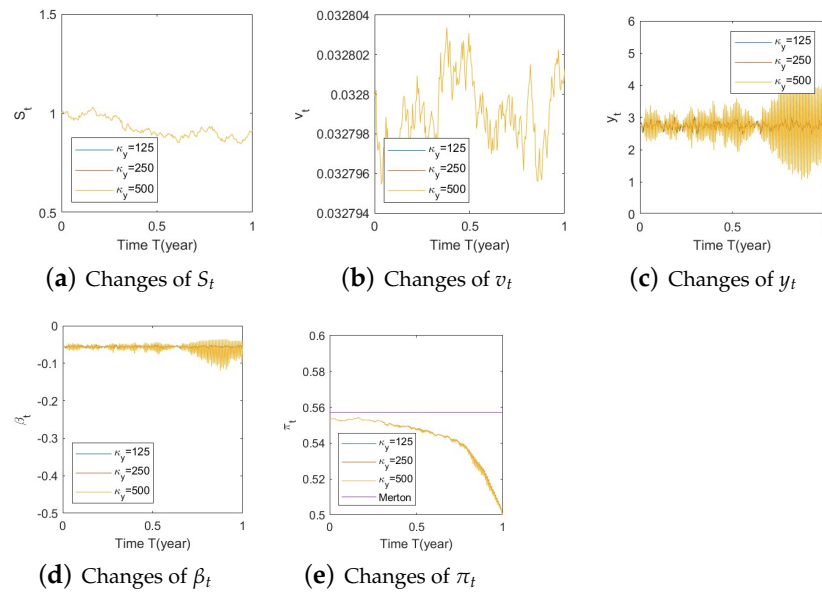 1.5
1
0.5
S_t
κ_y=125
κ_y=250
κ_y=500
0 0.5 1
Time T(year)
(a) Changes of S_t
0.032804
0.032802
0.0328
0.032798
0.032796
0.032794
v_t
κ_y=125
κ_y=250
κ_y=500
0 0.5 1
Time T(year)
(b) Changes of v_t
6
5
4
3
2
1
0
y_t
κ_y=125
κ_y=250
κ_y=500
0 0.5 1
Time T(year)
(c) Changes of y_t
0
-0.1
-0.2
-0.3
-0.4
-0.5
β_t
κ_y=125
κ_y=250
κ_y=500
0 0.5 1
Time T(year)
(d) Changes of β_t
0.6
0.58
0.56
0.54
0.52
0.5
π_t
κ_y=125
κ_y=250
κ_y=500
Merton
0 0.5 1
Time T(year)
(e) Changes of π_t